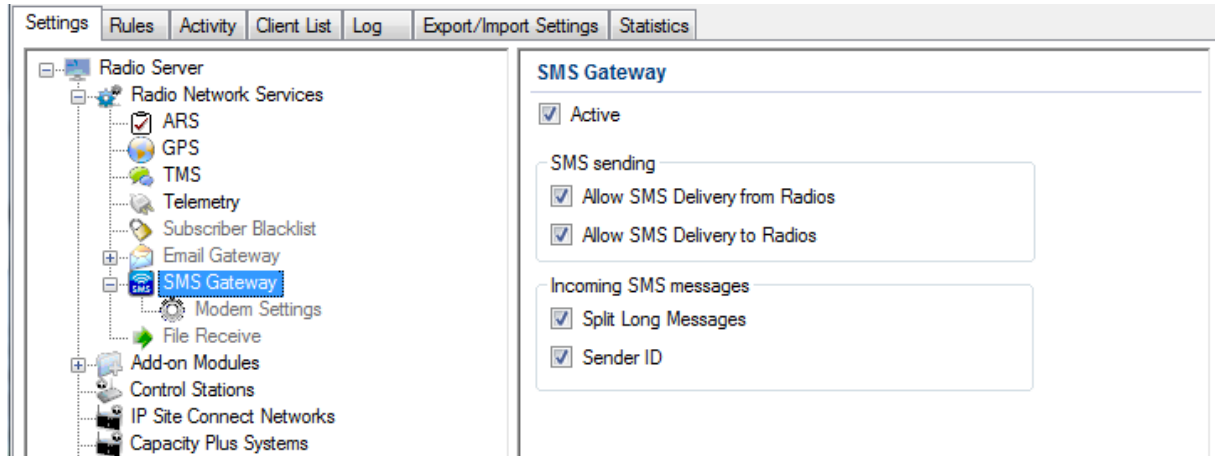 Settings Rules Activity Client List Log Export/Import Settings Statistics
Radio Server
Radio Network Services
ARS
GPS
TMS
Telemetry
Subscriber Blacklist
Email Gateway
SMS SMS Gateway
Modem Settings
File Receive
Add-on Modules
Control Stations
IP Site Connect Networks
Capacity Plus Systems
SMS Gateway
Active
SMS sending
Allow SMS Delivery from Radios
Allow SMS Delivery to Radios
Incoming SMS messages
Split Long Messages
Sender ID